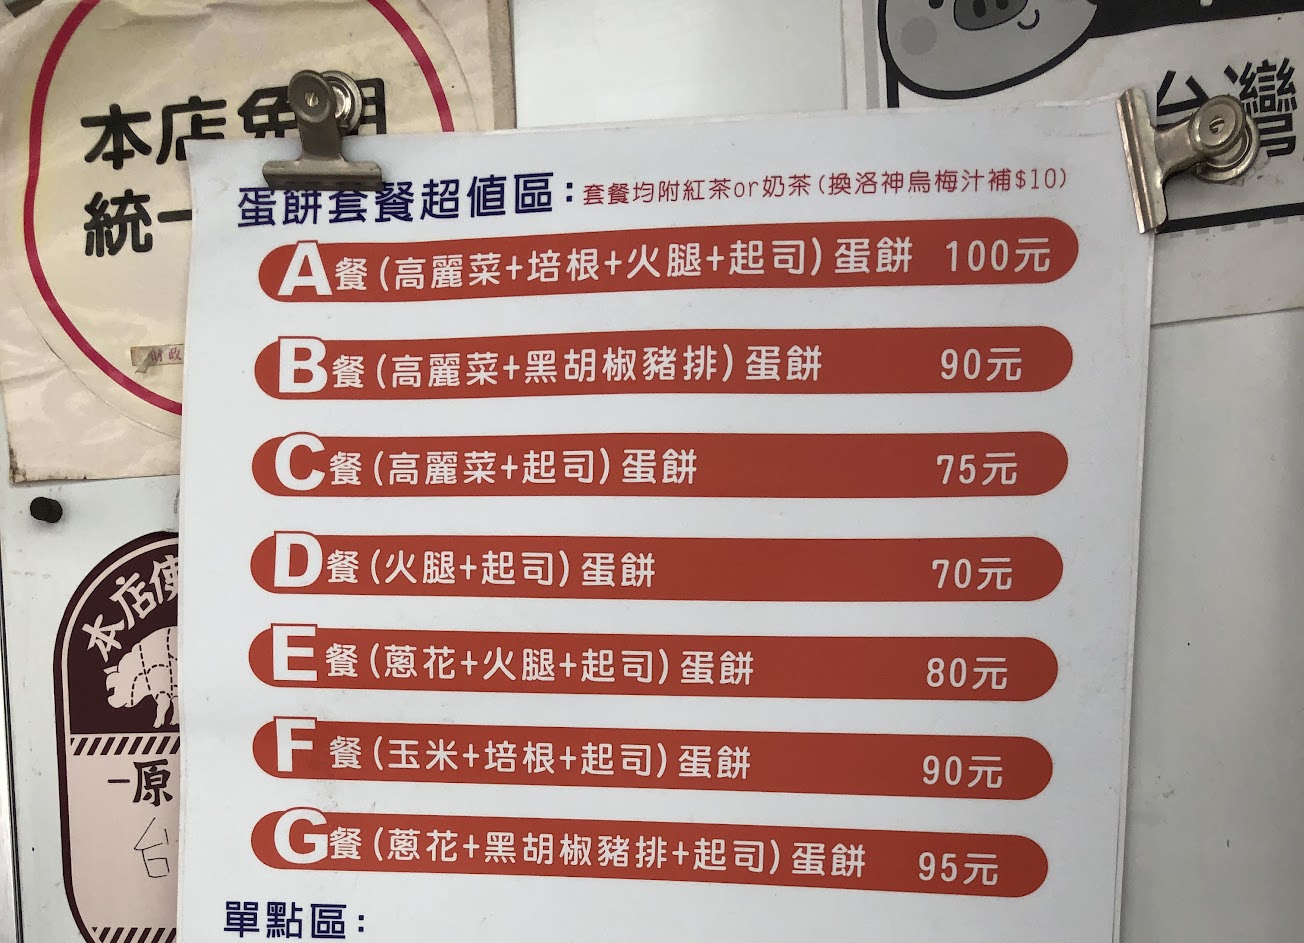 本店免用
統一
台灣
蛋餅套餐超值區：套餐均附紅茶or奶茶(換洛神烏梅汁補$10)
A餐(高麗菜+培根+火腿+起司)蛋餅 100元
B餐(高麗菜+黑胡椒豬排)蛋餅 90元
C餐(高麗菜+起司)蛋餅 75元
D餐(火腿+起司)蛋餅 70元
E餐(蔥花+火腿+起司)蛋餅 80元
F餐(玉米+培根+起司)蛋餅 90元
G餐(蔥花+黑胡椒豬排+起司)蛋餅 95元
單點區：
財政
本店使
原
台